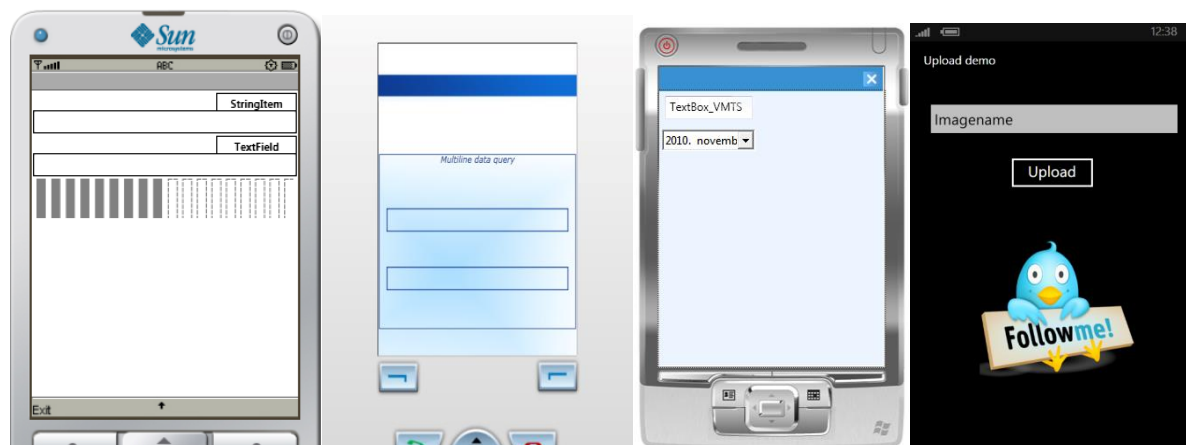 Sun
microsystems
ABC
StringItem
TextField
Exit
Multiline data query
TextBox_VMTS
2010. novemb
12:38
Upload demo
Imagename
Upload
Followme!